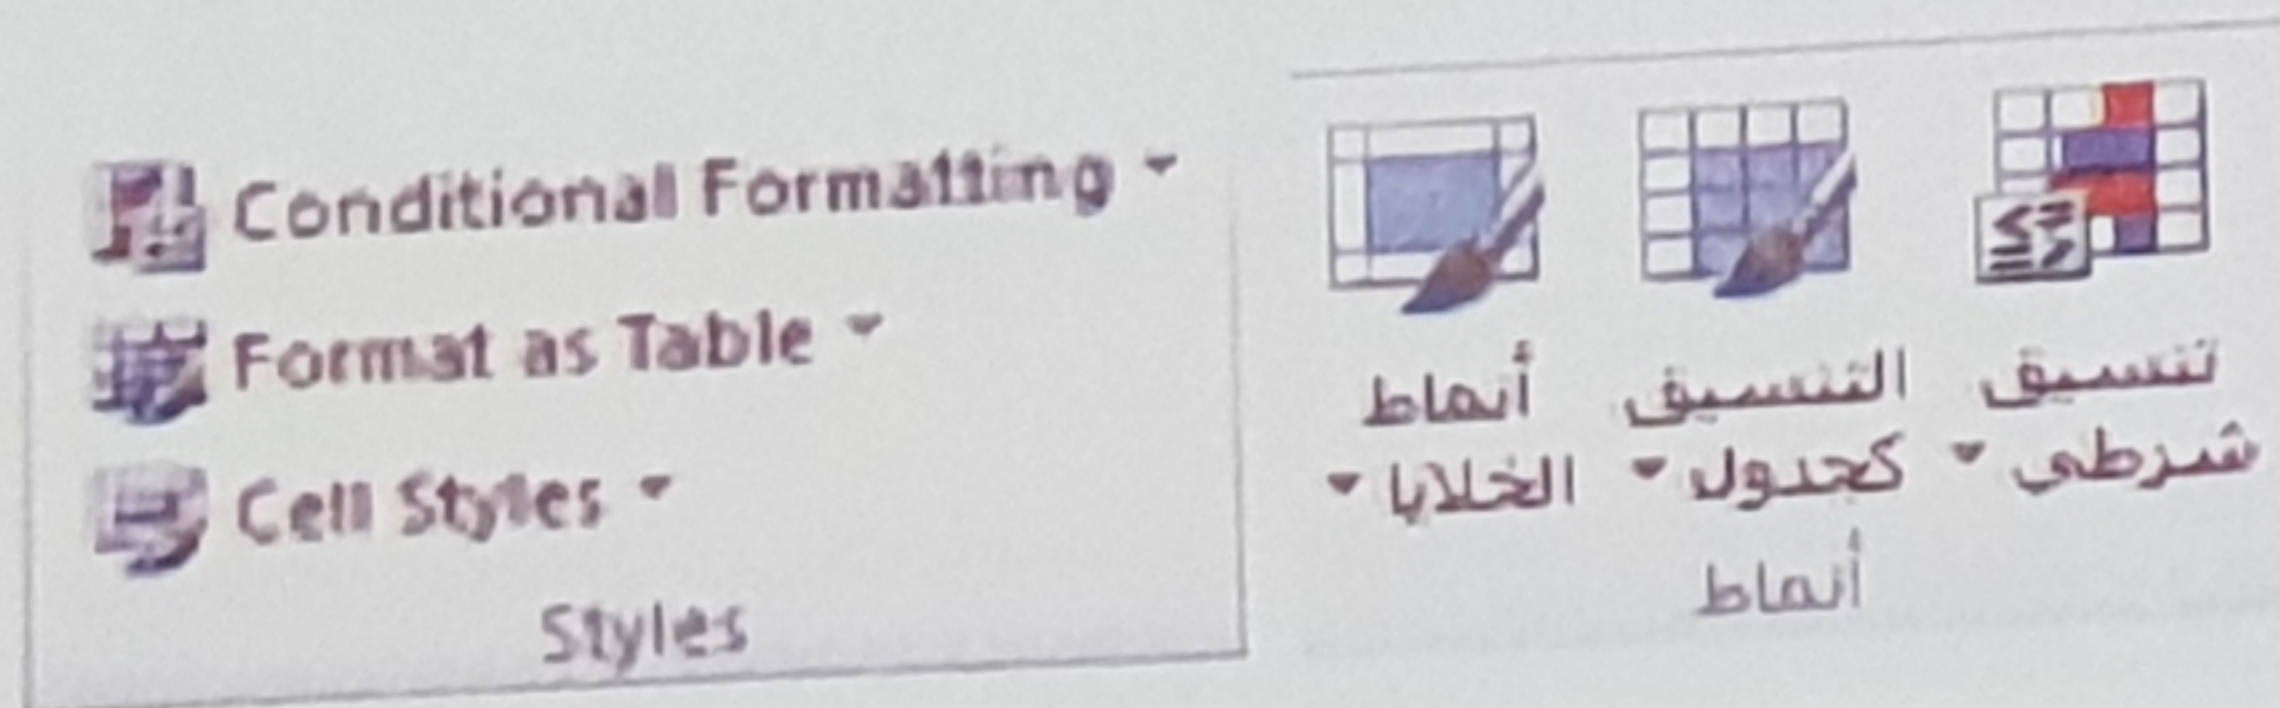 Conditional Formatting
Format as Table
Cell Styles
Styles
تنسيق
شرطي
التنسيق
كجدول
أنماط
الخلايا
أنماط